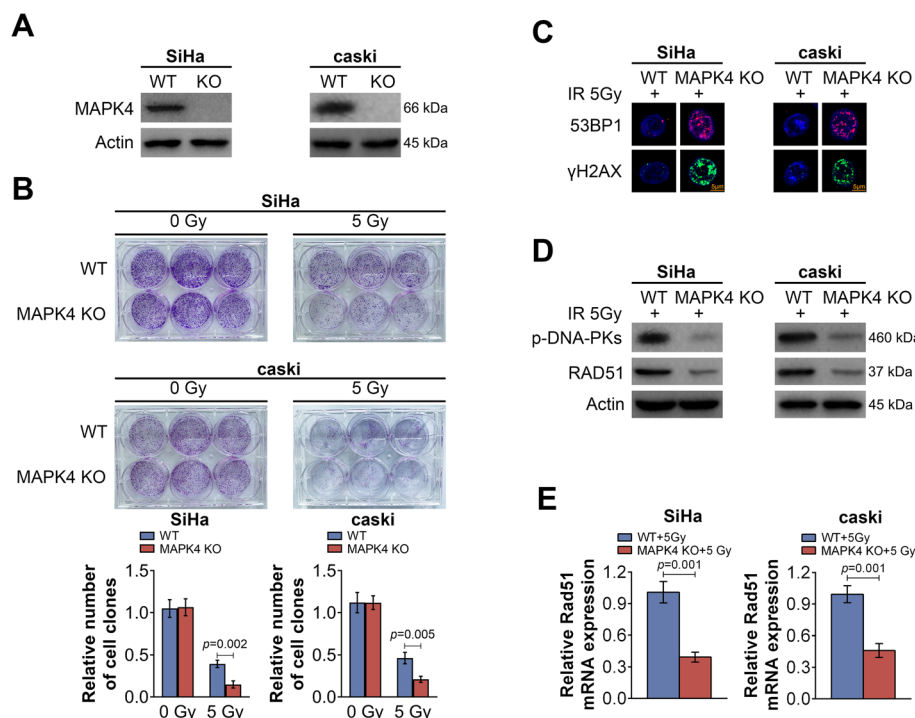 A
SiHa
caski
WT KO
WT KO
MAPK4
66 kDa
Actin
45 kDa
B
SiHa
0 Gy
5 Gy
WT
MAPK4 KO
caski
0 Gy
5 Gy
WT
MAPK4 KO
SiHa
WT
MAPK4 KO
Relative number
of cell clones
1.5
1.0
0.5
0.0
p=0.002
0 Gy 5 Gy
caski
WT
MAPK4 KO
Relative number
of cell clones
1.5
1.0
0.5
0.0
p=0.005
0 Gy 5 Gy
C
SiHa
caski
WT MAPK4 KO
WT MAPK4 KO
IR 5Gy + + + +
53BP1
γH2AX
5μm
5μm
D
SiHa
caski
WT MAPK4 KO
WT MAPK4 KO
IR 5Gy + + + +
p-DNA-PKs
460 kDa
RAD51
37 kDa
Actin
45 kDa
E
SiHa
WT+5Gy
MAPK4 KO+5 Gy
p=0.001
Relative Rad51
mRNA expression
1.2
0.9
0.6
0.3
0.0
caski
WT+5Gy
MAPK4 KO+5 Gy
p=0.001
Relative Rad51
mRNA expression
1.2
0.9
0.6
0.3
0.0